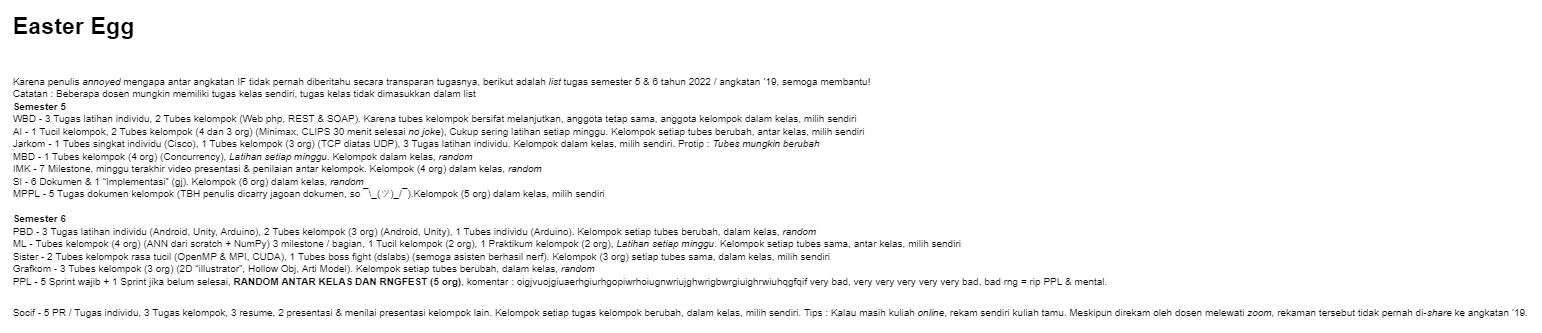 Easter Egg
Karena penulis annoyed mengapa antar angkatan IF tidak pernah diberitahu secara transparan tugasnya, berikut adalah list tugas semester 5 & 6 tahun 2022 / angkatan '19, semoga membantu!
Catatan : Beberapa dosen mungkin memiliki tugas kelas sendiri, tugas kelas tidak dimasukkan dalam list
Semester 5
WBD - 3 Tugas latihan individu, 2 Tubes kelompok (Web php, REST & SOAP). Karena tubes kelompok bersifat melanjutkan, anggota tetap sama, anggota kelompok dalam kelas, milih sendiri
AI - 1 Tucil kelompok, 2 Tubes kelompok (4 dan 3 org) (Minimax, CLIPS 30 menit selesai no joke), Cukup sering latihan setiap minggu. Kelompok setiap tubes berubah, antar kelas, milih sendiri
Jarkom - 1 Tubes singkat individu (Cisco), 1 Tubes kelompok (3 org) (TCP diatas UDP), 3 Tugas latihan individu. Kelompok dalam kelas, milih sendiri. Protip : Tubes mungkin berubah
MBD - 1 Tubes kelompok (4 org) (Concurrency), Latihan setiap minggu. Kelompok dalam kelas, random
IMK - 7 Milestone, minggu terakhir video presentasi & penilaian antar kelompok. Kelompok (4 org) dalam kelas, random
SI - 6 Dokumen & 1 "Implementasi" (gj). Kelompok (6 org) dalam kelas, random
MPPL - 5 Tugas dokumen kelompok (TBH penulis dicarry jagoan dokumen, so ¯\_(ツ)_/¯).Kelompok (5 org) dalam kelas, milih sendiri
Semester 6
PBD - 3 Tugas latihan individu (Android, Unity, Arduino), 2 Tubes kelompok (3 org) (Android, Unity), 1 Tubes individu (Arduino). Kelompok setiap tubes berubah, dalam kelas, random
ML - Tubes kelompok (4 org) (ANN dari scratch + NumPy) 3 milestone / bagian, 1 Tucil kelompok (2 org), 1 Praktikum kelompok (2 org), Latihan setiap minggu. Kelompok setiap tubes sama, antar kelas, milih sendiri
Sister - 2 Tubes kelompok rasa tucil (OpenMP & MPI, CUDA), 1 Tubes boss fight (dslabs) (semoga asisten berhasil nerf). Kelompok (3 org) setiap tubes sama, dalam kelas, milih sendiri
Grafkom - 3 Tubes kelompok (3 org) (2D "illustrator", Hollow Obj, Arti Model). Kelompok setiap tubes berubah, dalam kelas, random
PPL - 5 Sprint wajib + 1 Sprint jika belum selesai, RANDOM ANTAR KELAS DAN RNGFEST (5 org), komentar : oigjvuojgiuaerhgiurhgopiwrhoiugnwriujghwrigbwrgiuighrwiuhqgfqif very bad, very very very very very bad, bad rng = rip PPL & mental.
Socif - 5 PR / Tugas individu, 3 Tugas kelompok, 3 resume, 2 presentasi & menilai presentasi kelompok lain. Kelompok setiap tugas kelompok berubah, dalam kelas, milih sendiri. Tips : Kalau masih kuliah online, rekam sendiri kuliah tamu. Meskipun direkam oleh dosen melewati zoom, rekaman tersebut tidak pernah di-share ke angkatan '19.